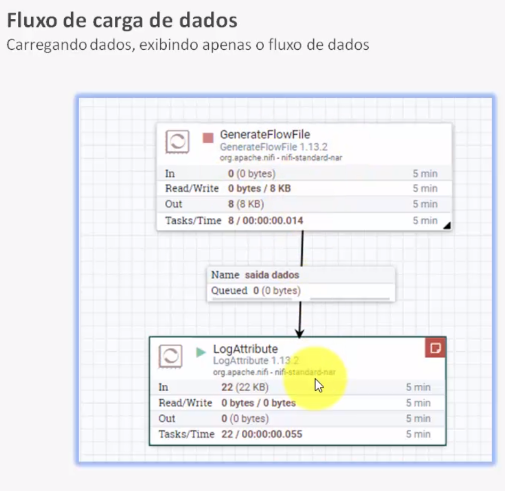 Fluxo de carga de dados
Carregando dados, exibindo apenas o fluxo de dados
GenerateFlowFile
GenerateFlowFile 1.13.2
org.apache.nifi - nifi-standard-nar
In 0 (0 bytes) 5 min
Read/Write 0 bytes / 8 KB 5 min
Out 8 (8 KB) 5 min
Tasks/Time 8 / 00:00:00.014 5 min
Name saída dados
Queued 0 (0 bytes)
LogAttribute
LogAttribute 1.13.2
org.apache.nifi - nifi-standard-nar
In 22 (22 KB) 5 min
Read/Write 0 bytes / 0 bytes 5 min
Out 0 (0 bytes) 5 min
Tasks/Time 22 / 00:00:00.055 5 min